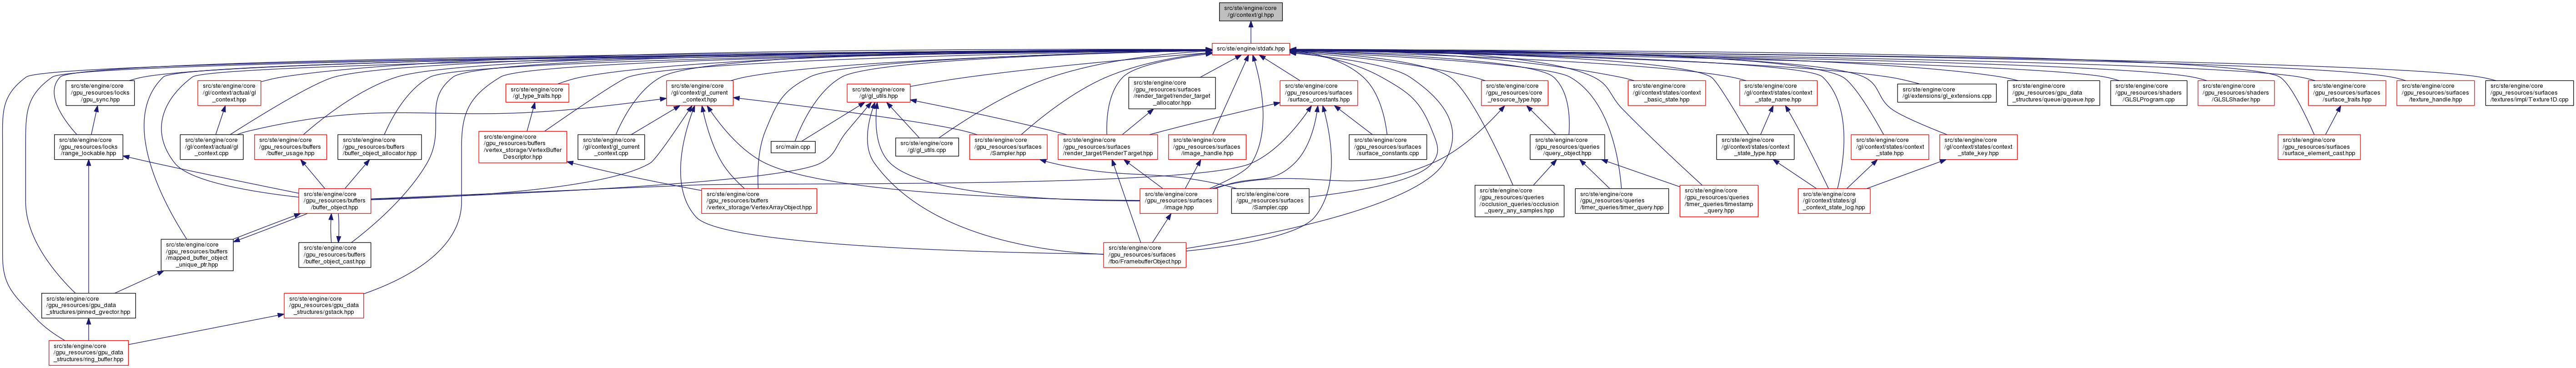 src/ste/engine/core
/gl/context/gl.hpp
src/ste/engine/stdafx.hpp
src/ste/engine/core
/gpu_resources/locks
/gpu_sync.hpp
src/ste/engine/core
/gl/context/actual/gl
_context.hpp
src/ste/engine/core
/gl_type_traits.hpp
src/ste/engine/core
/gl/context/gl_current
_context.hpp
src/ste/engine/core
/gl/gl_utils.hpp
src/ste/engine/core
/gpu_resources/surfaces
/render_target/render_target
_allocator.hpp
src/ste/engine/core
/gpu_resources/surfaces
/surface_constants.hpp
src/ste/engine/core
/gpu_resources/core
_resource_type.hpp
src/ste/engine/core
/gl/context/states/context
_basic_state.hpp
src/ste/engine/core
/gl/context/states/context
_state_name.hpp
src/ste/engine/core
/gl/extensions/gl_extensions.cpp
src/ste/engine/core
/gpu_resources/gpu_data
_structures/queue/gqueue.hpp
src/ste/engine/core
/gpu_resources/shaders
/GLSLProgram.cpp
src/ste/engine/core
/gpu_resources/shaders
/GLSLShader.hpp
src/ste/engine/core
/gpu_resources/surfaces
/surface_traits.hpp
src/ste/engine/core
/gpu_resources/surfaces
/texture_handle.hpp
src/ste/engine/core
/gpu_resources/surfaces
/textures/impl/Texture1D.cpp
src/ste/engine/core
/gpu_resources/locks
/range_lockable.hpp
src/ste/engine/core
/gl/context/actual/gl
_context.cpp
src/ste/engine/core
/gpu_resources/buffers
/buffer_usage.hpp
src/ste/engine/core
/gpu_resources/buffers
/buffer_object_allocator.hpp
src/ste/engine/core
/gpu_resources/buffers
/vertex_storage/VertexBuffer
Descriptor.hpp
src/ste/engine/core
/gl/context/gl_current
_context.cpp
src/main.cpp
src/ste/engine/core
/gl/gl_utils.cpp
src/ste/engine/core
/gpu_resources/surfaces
/Sampler.hpp
src/ste/engine/core
/gpu_resources/surfaces
/render_target/RenderTarget.hpp
src/ste/engine/core
/gpu_resources/surfaces
/image_handle.hpp
src/ste/engine/core
/gpu_resources/surfaces
/surface_constants.cpp
src/ste/engine/core
/gpu_resources/queries
/query_object.hpp
src/ste/engine/core
/gl/context/states/context
_state_type.hpp
src/ste/engine/core
/gl/context/states/context
_state.hpp
src/ste/engine/core
/gl/context/states/context
_state_key.hpp
src/ste/engine/core
/gpu_resources/surfaces
/surface_element_cast.hpp
src/ste/engine/core
/gpu_resources/buffers
/buffer_object.hpp
src/ste/engine/core
/gpu_resources/buffers
/vertex_storage/VertexArrayObject.hpp
src/ste/engine/core
/gpu_resources/surfaces
/image.hpp
src/ste/engine/core
/gpu_resources/surfaces
/Sampler.cpp
src/ste/engine/core
/gpu_resources/queries
/occlusion_queries/occlusion
_query_any_samples.hpp
src/ste/engine/core
/gpu_resources/queries
/timer_queries/timer_query.hpp
src/ste/engine/core
/gpu_resources/queries
/timer_queries/timestamp
_query.hpp
src/ste/engine/core
/gl/context/states/gl
_context_state_log.hpp
src/ste/engine/core
/gpu_resources/buffers
/mapped_buffer_object
_unique_ptr.hpp
src/ste/engine/core
/gpu_resources/buffers
/buffer_object_cast.hpp
src/ste/engine/core
/gpu_resources/surfaces
/fbo/FramebufferObject.hpp
src/ste/engine/core
/gpu_resources/gpu_data
_structures/pinned_gvector.hpp
src/ste/engine/core
/gpu_resources/gpu_data
_structures/gstack.hpp
src/ste/engine/core
/gpu_resources/gpu_data
_structures/ring_buffer.hpp